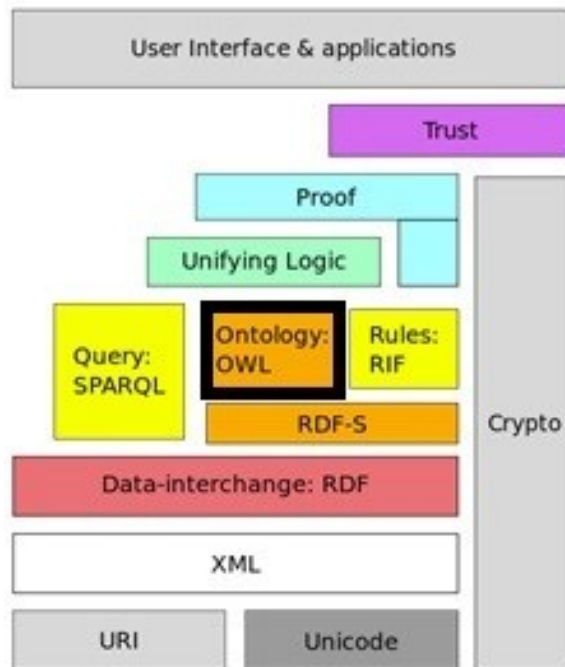 User Interface & applications
Trust
Proof
Unifying Logic
Query:
SPARQL
Ontology:
OWL
Rules:
RIF
RDF-S
Crypto
Data-interchange: RDF
XML
URI
Unicode